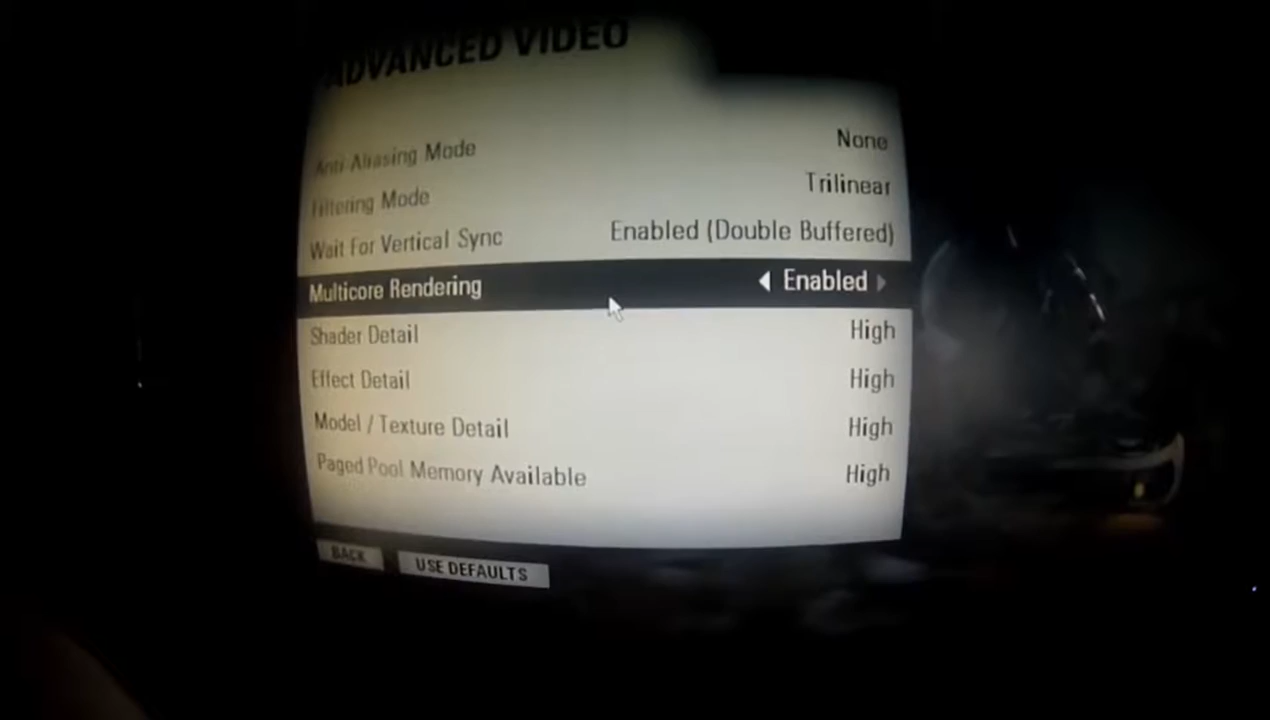 ADVANCED VIDEO
Anti Aliasing Mode None
Filtering Mode Trilinear
Wait For Vertical Sync Enabled (Double Buffered)
Multicore Rendering Enabled
Shader Detail High
Effect Detail High
Model / Texture Detail High
Paged Pool Memory Available High
BACK USE DEFAULTS